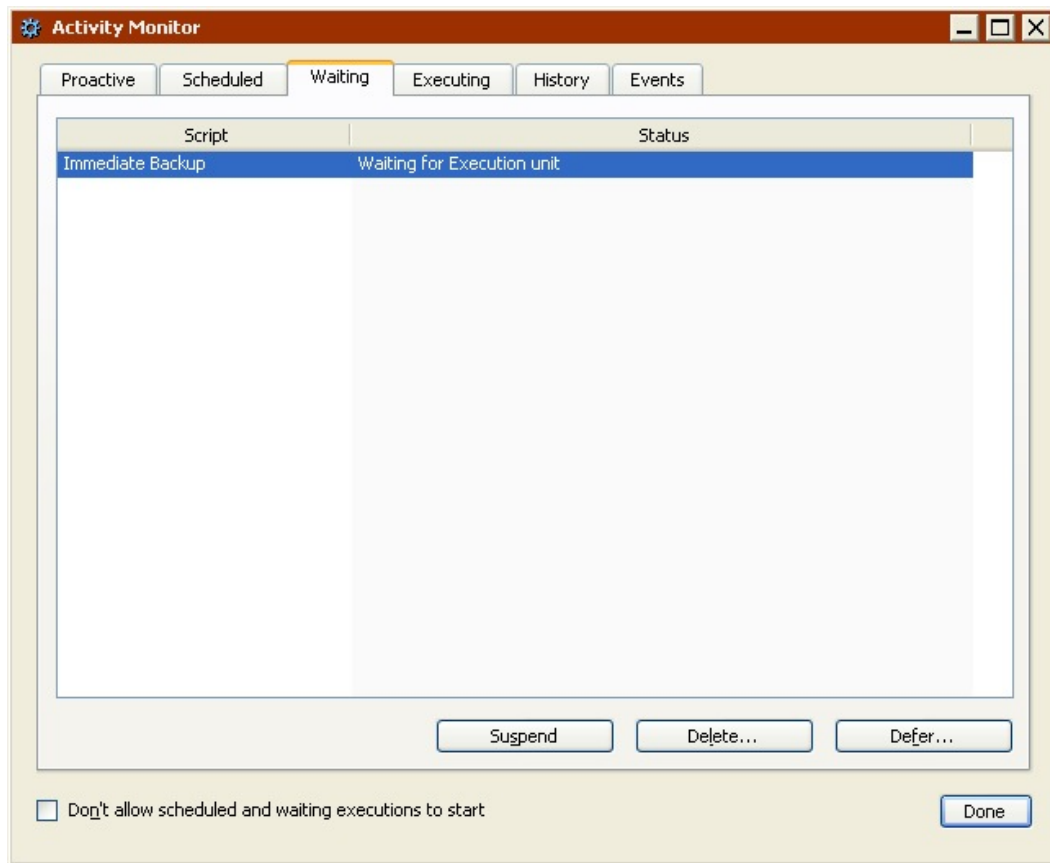 Activity Monitor
Proactive Scheduled Waiting Executing History Events
Script Status
Immediate Backup Waiting for Execution unit
Suspend Delete... Defer...
Don't allow scheduled and waiting executions to start Done